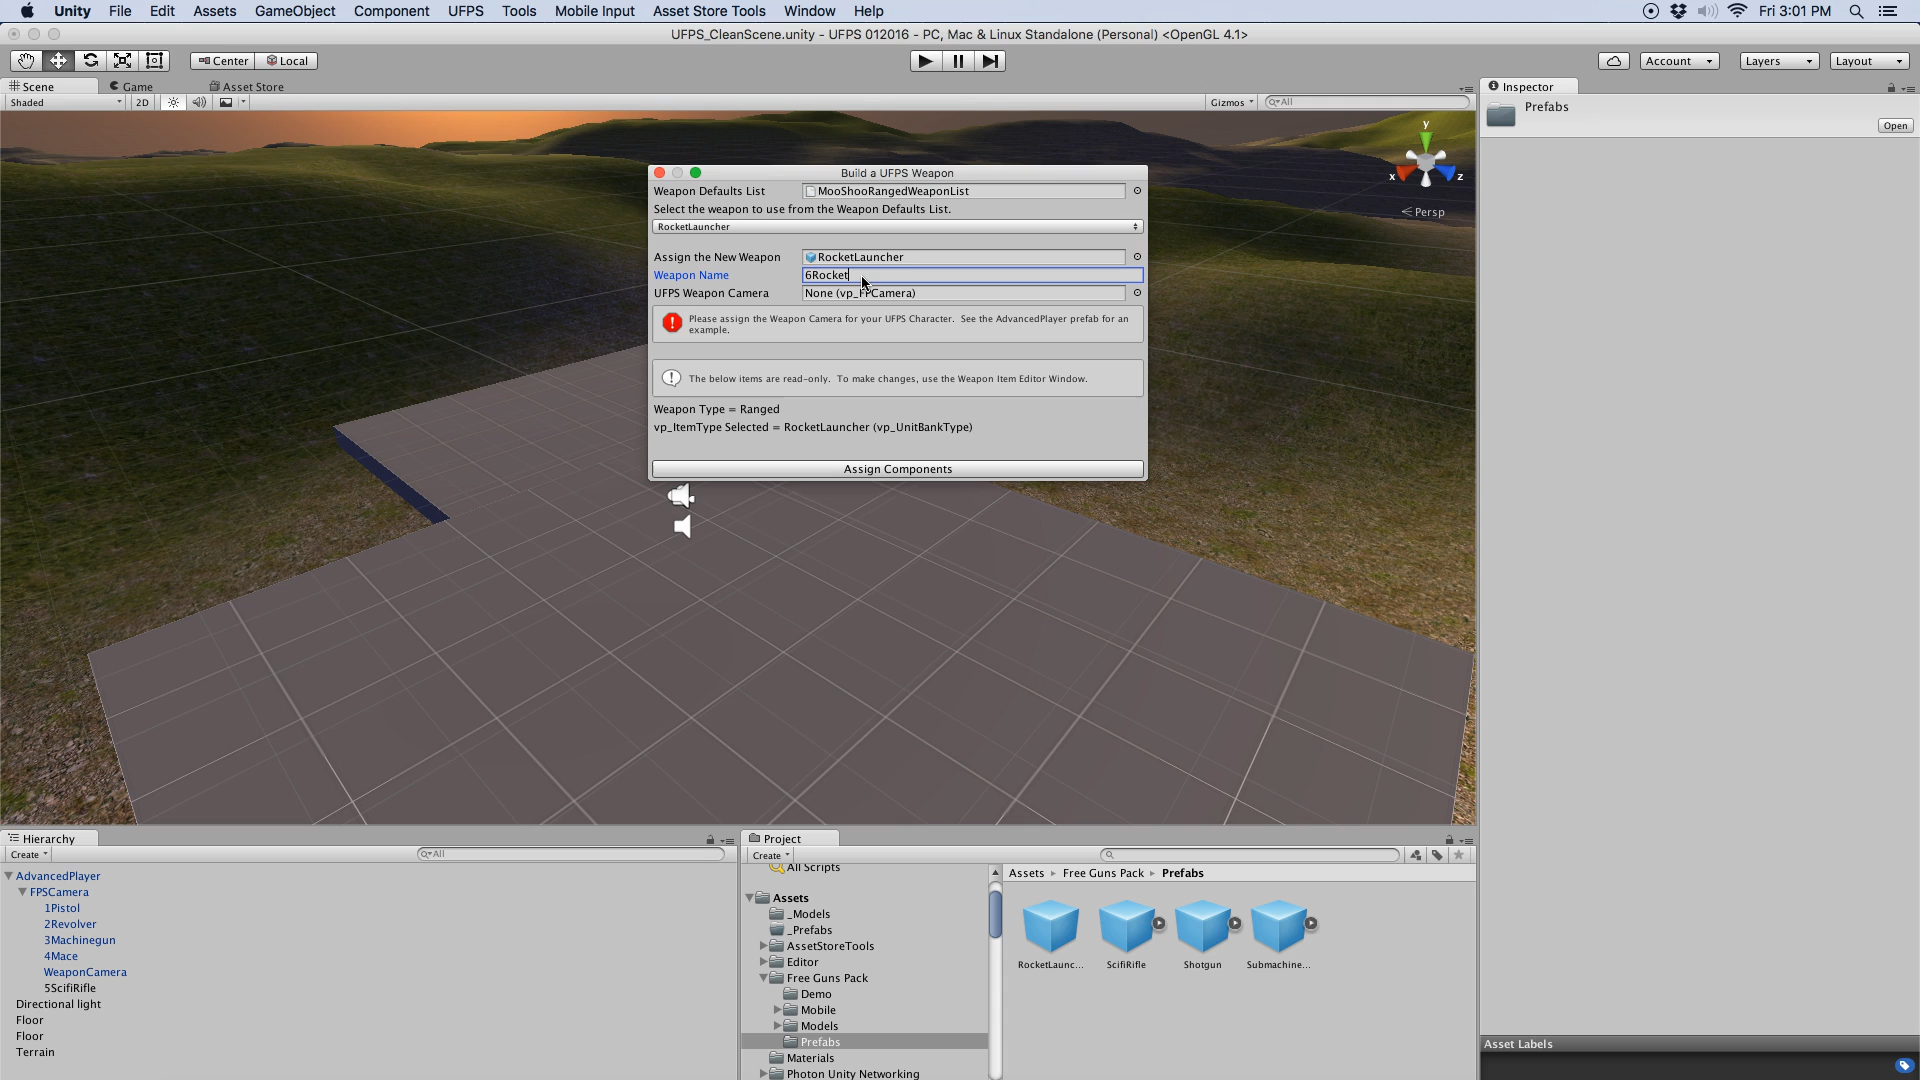 Unity File Edit Assets GameObject Component UFPS Tools Mobile Input Asset Store Tools Window Help Fri 3:01 PM
UFPS_CleanScene.unity - UFPS 012016 - PC, Mac & Linux Standalone (Personal) <OpenGL 4.1>
Center Local Account Layers Layout
Scene Game Asset Store Inspector
Shaded 2D Gizmos All
Prefabs
Open
y
x z
Persp
Build a UFPS Weapon
Weapon Defaults List MooShooRangedWeaponList
Select the weapon to use from the Weapon Defaults List.
RocketLauncher
Assign the New Weapon RocketLauncher
Weapon Name 6Rocket
UFPS Weapon Camera None (vp_FPCamera)
Please assign the Weapon Camera for your UFPS Character. See the AdvancedPlayer prefab for an
example.
The below items are read-only. To make changes, use the Weapon Item Editor Window.
Weapon Type = Ranged
vp_ItemType Selected = RocketLauncher (vp_UnitBankType)
Assign Components
Hierarchy
Create All
AdvancedPlayer
FPSCamera
1Pistol
2Revolver
3Machinegun
4Mace
WeaponCamera
5ScifiRifle
Directional light
Floor
Floor
Terrain
Project
Create
All Scripts
Assets
_Models
_Prefabs
AssetStoreTools
Editor
Free Guns Pack
Demo
Mobile
Models
Prefabs
Materials
Photon Unity Networking
Assets Free Guns Pack Prefabs
RocketLaunc... ScifiRifle Shotgun Submachine...
Asset Labels